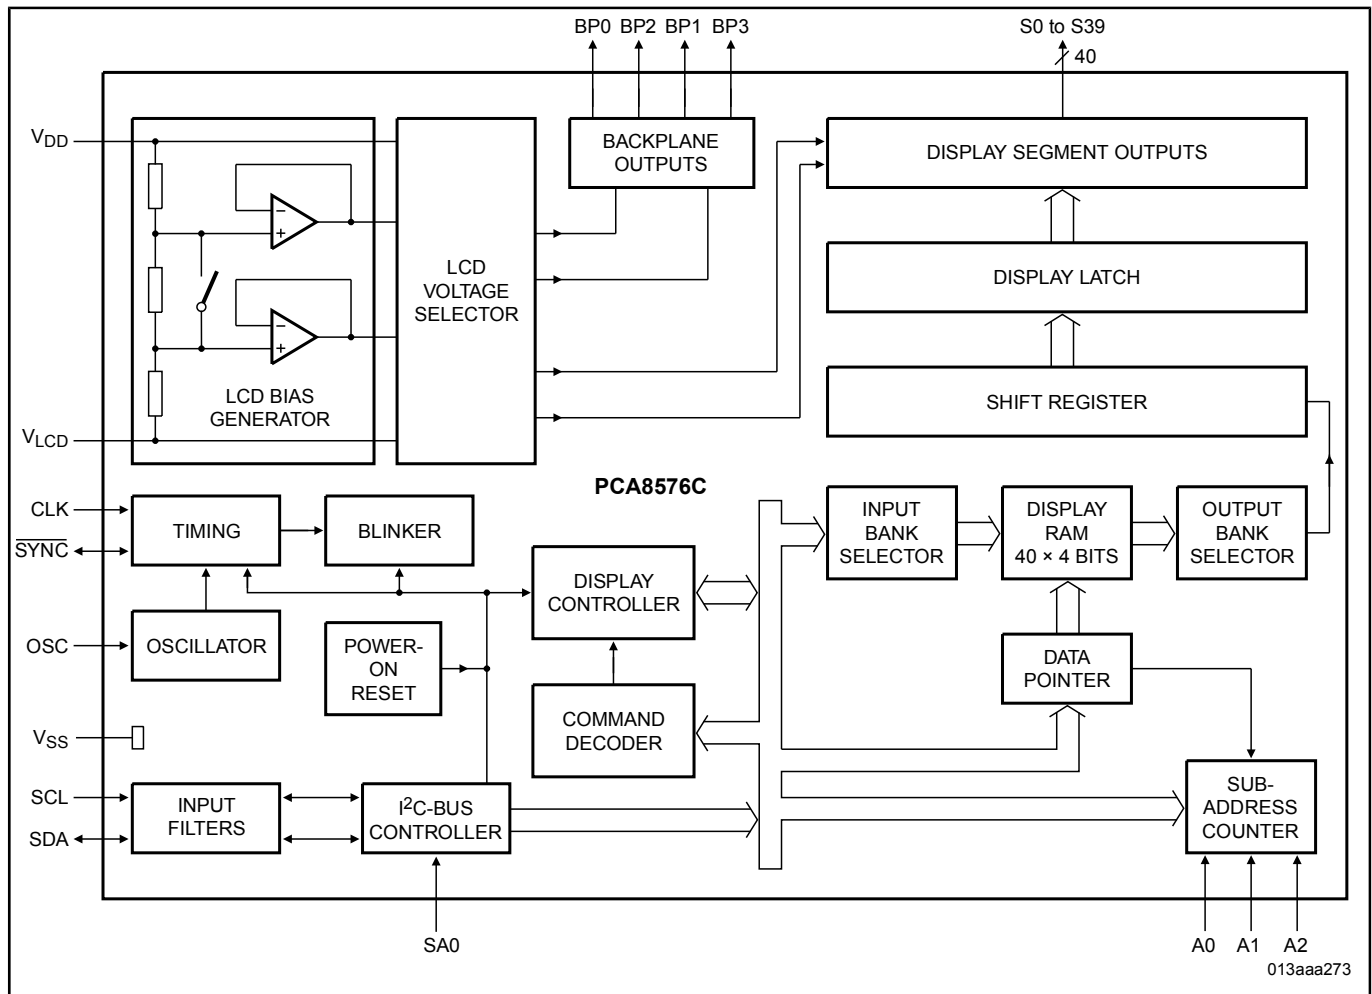 BP0 BP2 BP1 BP3
S0 to S39
40
VDD
BACKPLANE
OUTPUTS
DISPLAY SEGMENT OUTPUTS
−
+
LCD
VOLTAGE
SELECTOR
DISPLAY LATCH
−
+
LCD BIAS
GENERATOR
SHIFT REGISTER
VLCD
PCA8576C
CLK
SYNC
TIMING
BLINKER
INPUT
BANK
SELECTOR
DISPLAY
RAM
40 × 4 BITS
OUTPUT
BANK
SELECTOR
DISPLAY
CONTROLLER
OSC
OSCILLATOR
POWER-
ON
RESET
DATA
POINTER
COMMAND
DECODER
VSS
SCL
SDA
INPUT
FILTERS
I²C-BUS
CONTROLLER
SUB-
ADDRESS
COUNTER
SA0
A0 A1 A2
013aaa273